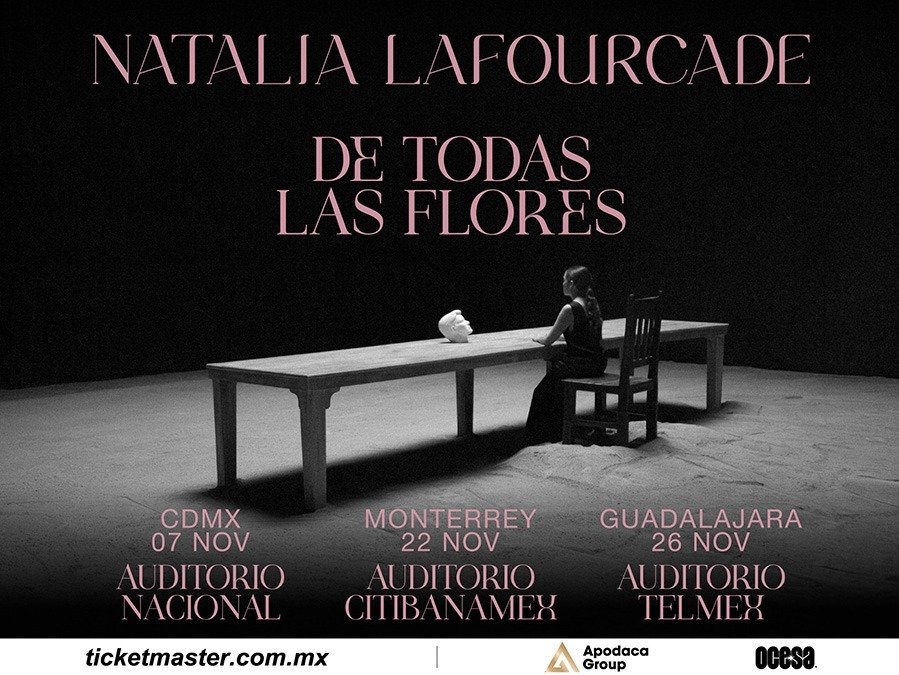 NATALIA LAFOURCADE
DE TODAS
LAS FLORES
CDMX
07 NOV
AUDITORIO
NACIONAL
MONTERREY
22 NOV
AUDITORIO
CITIBANAMEX
GUADALAJARA
26 NOV
AUDITORIO
TELMEX
ticketmaster.com.mx
Apodaca
Group
ocesa